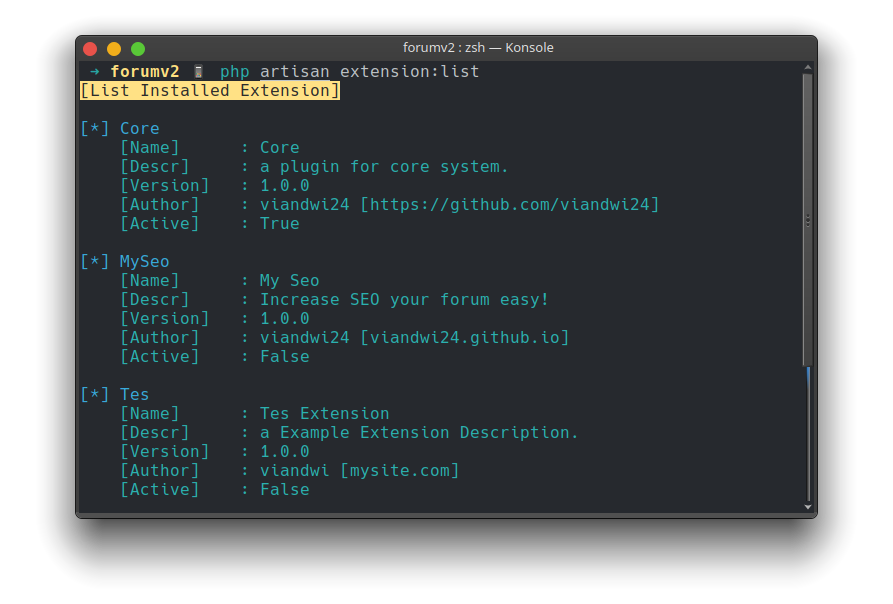 forumv2 : zsh — Konsole
➜ forumv2 php artisan extension:list
[List Installed Extension]
[*] Core
[Name] : Core
[Descr] : a plugin for core system.
[Version] : 1.0.0
[Author] : viandwi24 [https://github.com/viandwi24]
[Active] : True
[*] MySeo
[Name] : My Seo
[Descr] : Increase SEO your forum easy!
[Version] : 1.0.0
[Author] : viandwi24 [viandwi24.github.io]
[Active] : False
[*] Tes
[Name] : Tes Extension
[Descr] : a Example Extension Description.
[Version] : 1.0.0
[Author] : viandwi [mysite.com]
[Active] : False